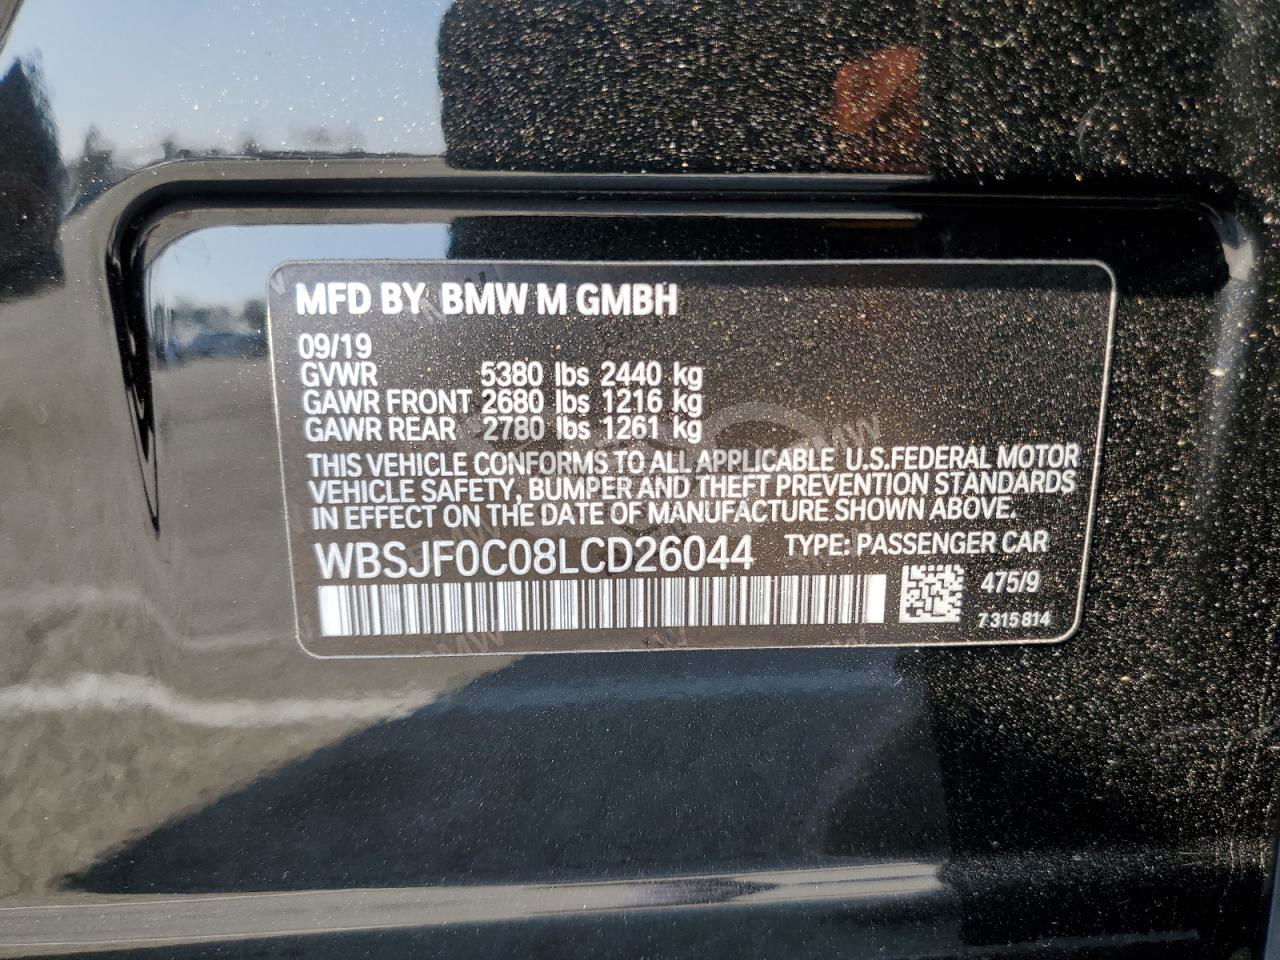 MFD BY BMW M GMBH
09/19
GVWR 5380 lbs 2440 kg
GAWR FRONT 2680 lbs 1216 kg
GAWR REAR 2780 lbs 1261 kg
THIS VEHICLE CONFORMS TO ALL APPLICABLE U.S.FEDERAL MOTOR
VEHICLE SAFETY, BUMPER AND THEFT PREVENTION STANDARDS
IN EFFECT ON THE DATE OF MANUFACTURE SHOWN ABOVE.
WBSJF0C08LCD26044 TYPE: PASSENGER CAR
475/9
7 315 814